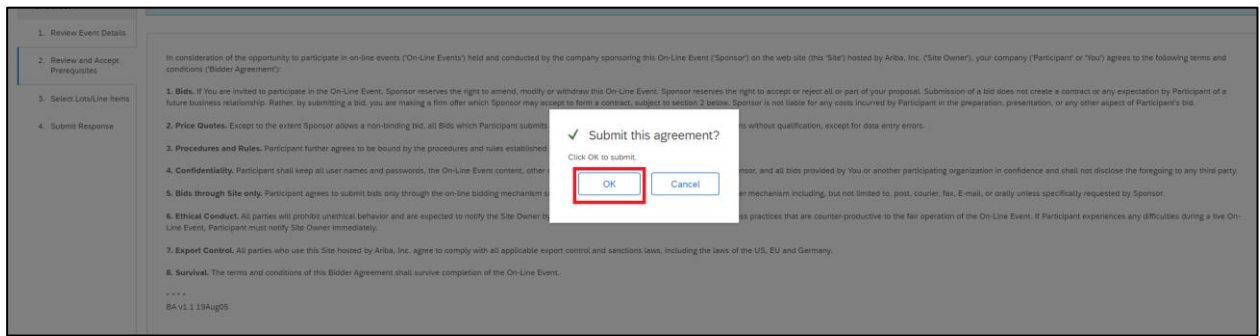 1. Review Event Details
2. Review and Accept
Prerequisites
3. Select Lots/Line Items
4. Submit Response
In consideration of the opportunity to participate in on-line events ('On-Line Events') held and conducted by the company sponsoring this On-Line Event ('Sponsor') on the web site (this 'Site') hosted by Ariba, Inc. ('Site Owner'), your company ('Participant' or 'You') agrees to the following terms and
conditions ('Bidder Agreement'):
1. Bids. If You are invited to participate in the On-Line Event, Sponsor reserves the right to amend, modify or withdraw this On-Line Event. Sponsor reserves the right to accept or reject all or part of your proposal. Submission of a bid does not create a contract or any expectation by Participant of a
future business relationship. Rather, by submitting a bid, you are making a firm offer which Sponsor may accept to form a contract, subject to section 2 below. Sponsor is not liable for any costs incurred by Participant in the preparation, presentation, or any other aspect of Participant's bid.
2. Price Quotes. Except to the extent Sponsor allows a non-binding bid, all Bids which Participant submits
ns without qualification, except for data entry errors.
3. Procedures and Rules. Participant further agrees to be bound by the procedures and rules established
4. Confidentiality. Participant shall keep all user names and passwords, the On-Line Event content, other
nsor, and all bids provided by You or another participating organization in confidence and shall not disclose the foregoing to any third party.
5. Bids through Site only. Participant agrees to submit bids only through the on-line bidding mechanism s
er mechanism including, but not limited to, post, courier, fax, E-mail, or orally unless specifically requested by Sponsor.
6. Ethical Conduct. All parties will prohibit unethical behavior and are expected to notify the Site Owner by
ss practices that are counter-productive to the fair operation of the On-Line Event. If Participant experiences any difficulties during a live On-
Line Event, Participant must notify Site Owner immediately.
7. Export Control. All parties who use this Site hosted by Ariba, Inc. agree to comply with all applicable export control and sanctions laws, including the laws of the US, EU and Germany.
8. Survival. The terms and conditions of this Bidder Agreement shall survive completion of the On-Line Event.
* * * *
BA v1.1 19Aug05
✓ Submit this agreement?
Click OK to submit.
OK
Cancel